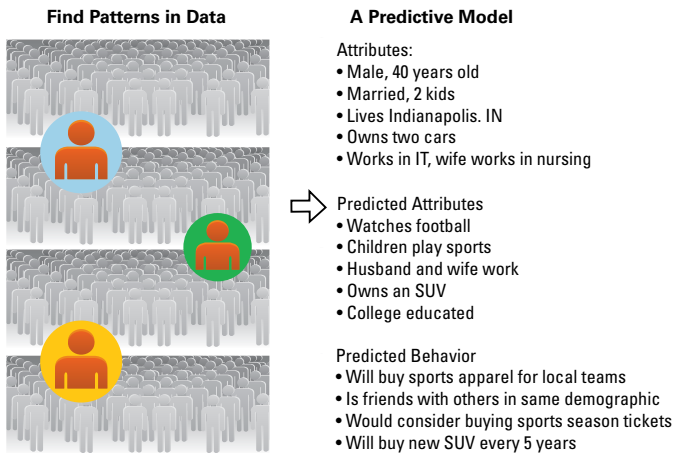 Find Patterns in Data
A Predictive Model
Attributes:
• Male, 40 years old
• Married, 2 kids
• Lives Indianapolis. IN
• Owns two cars
• Works in IT, wife works in nursing
Predicted Attributes
• Watches football
• Children play sports
• Husband and wife work
• Owns an SUV
• College educated
Predicted Behavior
• Will buy sports apparel for local teams
• Is friends with others in same demographic
• Would consider buying sports season tickets
• Will buy new SUV every 5 years